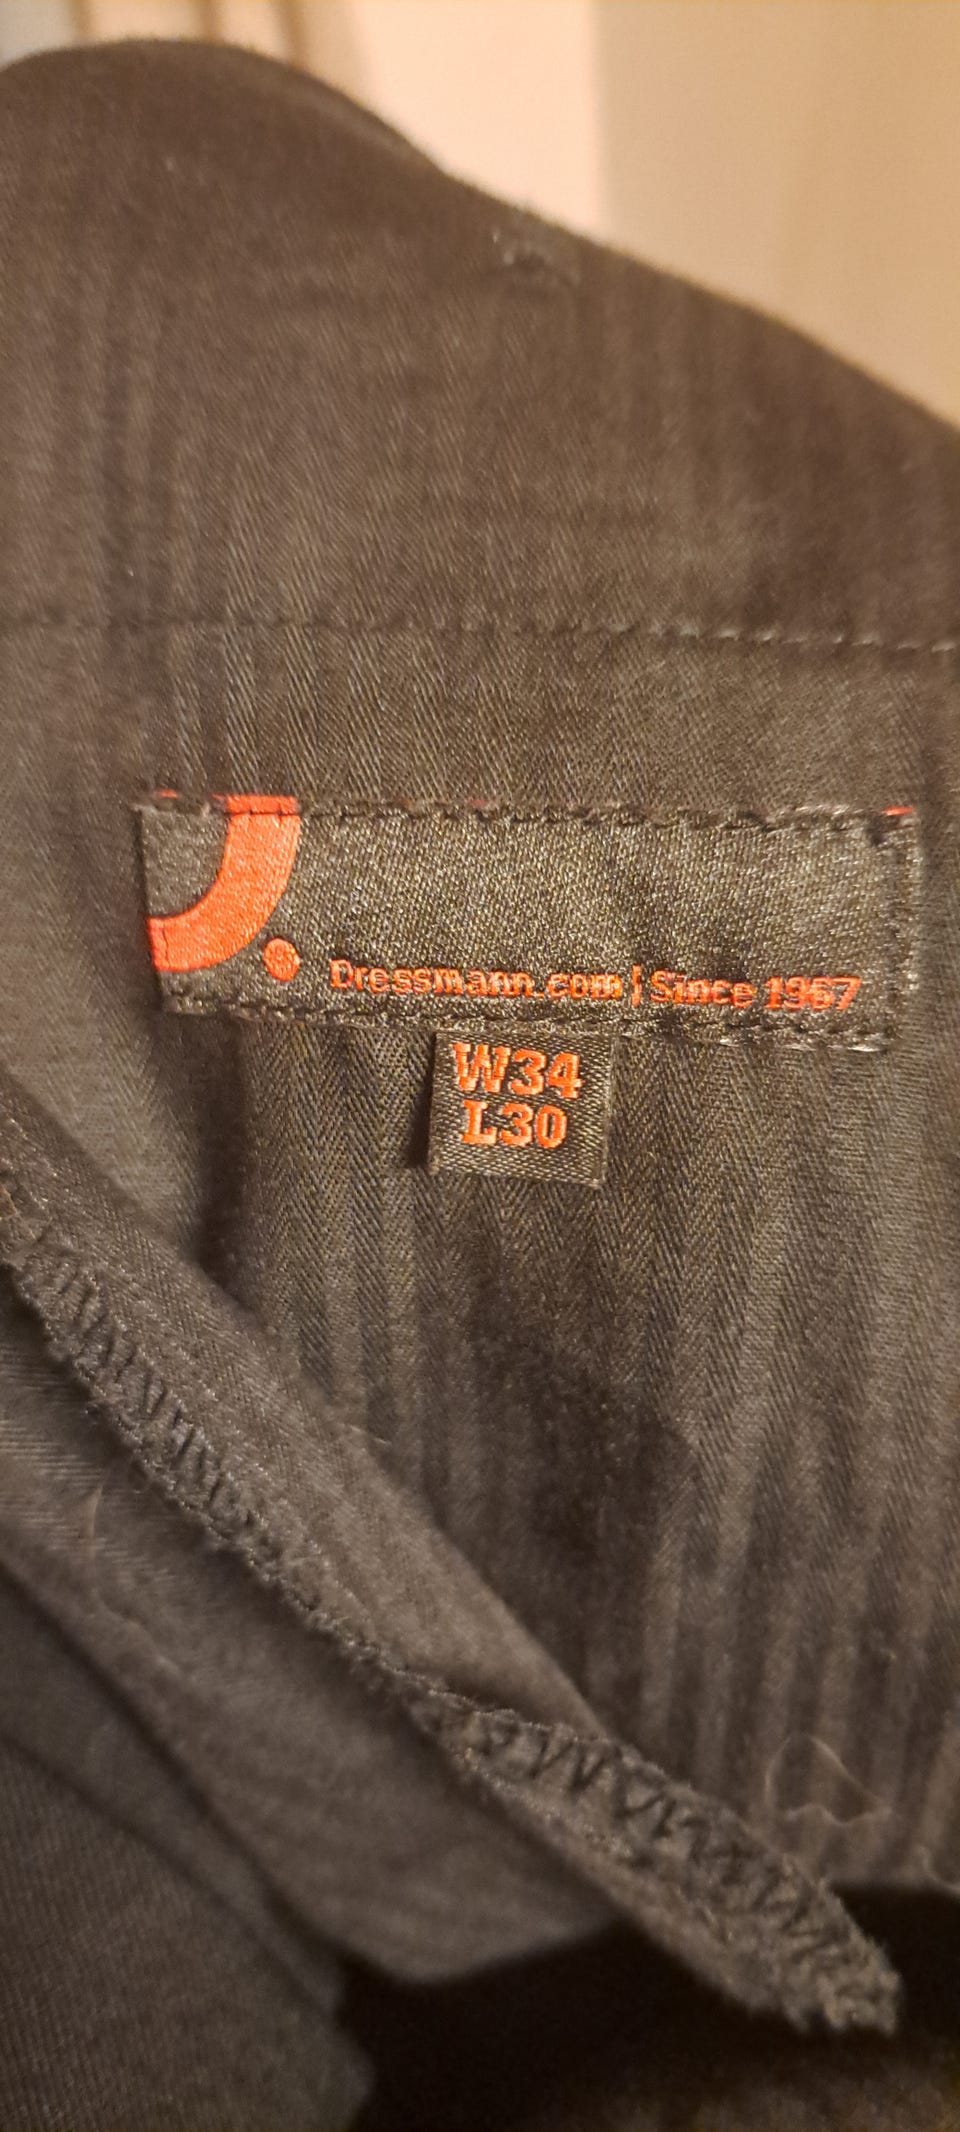 Dressmann.com | Since 1967
W34
L30